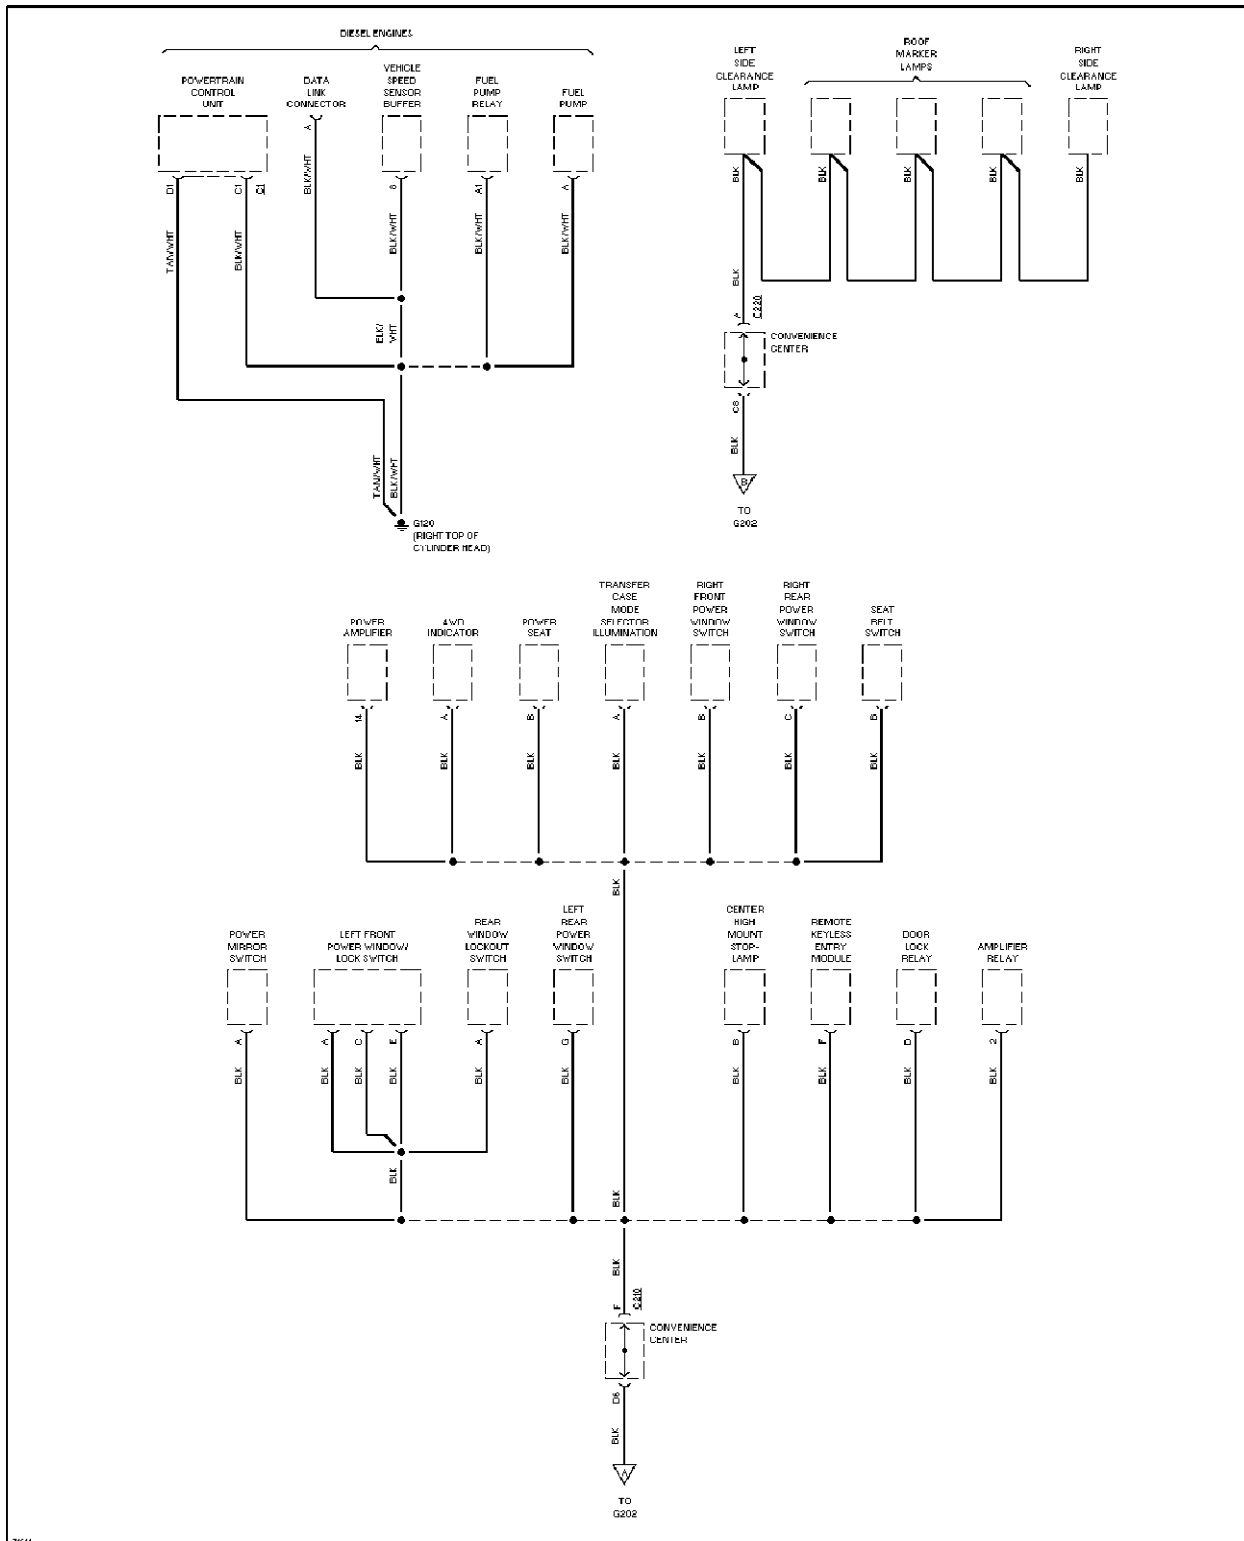 DIESEL ENGINES
POWERTRAIN
CONTROL
UNIT
DATA
LINK
CONNECTOR
VEHICLE
SPEED
SENSOR
BUFFER
FUEL
PUMP
RELAY
FUEL
PUMP
D1
C1
C1
A
8
A1
A
TAN/WHT
BLK/WHT
BLK/WHT
BLK/WHT
BLK/WHT
BLK/WHT
BLK/
WHT
TAN/WHT
BLK/WHT
G120
(RIGHT TOP OF
CYLINDER HEAD)
LEFT
SIDE
CLEARANCE
LAMP
ROOF
MARKER
LAMPS
RIGHT
SIDE
CLEARANCE
LAMP
BLK
BLK
BLK
BLK
BLK
BLK
A
C220
CONVENIENCE
CENTER
C8
BLK
B
TO
G202
POWER
AMPLIFIER
4WD
INDICATOR
POWER
SEAT
TRANSFER
CASE
MODE
SELECTOR
ILLUMINATION
RIGHT
FRONT
POWER
WINDOW
SWITCH
RIGHT
REAR
POWER
WINDOW
SWITCH
SEAT
BELT
SWITCH
14
A
B
A
B
C
B
BLK
BLK
BLK
BLK
BLK
BLK
BLK
BLK
POWER
MIRROR
SWITCH
LEFT FRONT
POWER WINDOW/
LOCK SWITCH
REAR
WINDOW
LOCKOUT
SWITCH
LEFT
REAR
POWER
WINDOW
SWITCH
CENTER
HIGH
MOUNT
STOP-
LAMP
REMOTE
KEYLESS
ENTRY
MODULE
DOOR
LOCK
RELAY
AMPLIFIER
RELAY
A
A
C
E
A
G
B
F
D
2
BLK
BLK
BLK
BLK
BLK
BLK
BLK
BLK
BLK
BLK
BLK
BLK
BLK
F
C210
CONVENIENCE
CENTER
D6
BLK
A
TO
G202